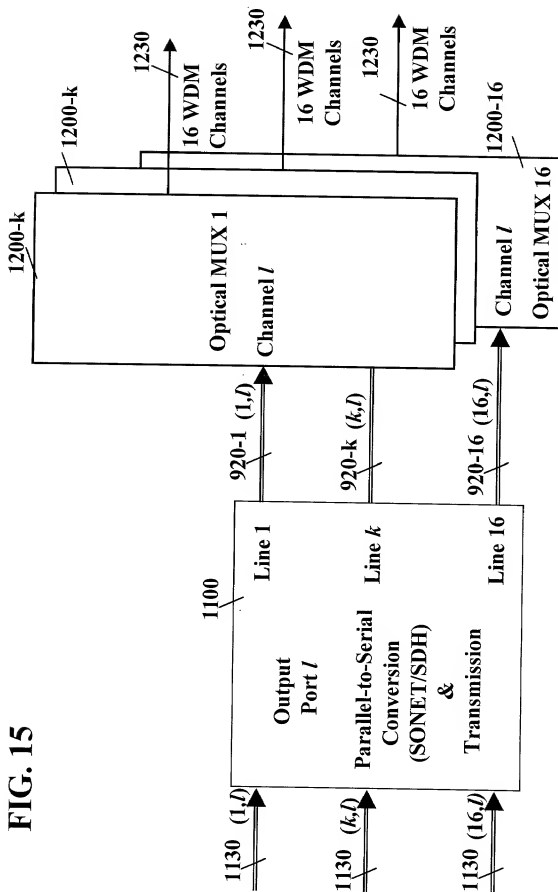 FIG. 15
1130 (1,l)
1130 (k,l)
1130 (16,l)
1100
Output
Port l
Parallel-to-Serial
Conversion
(SONET/SDH)
&
Transmission
Line 1
Line k
Line 16
920-1 (1,l)
920-k (k,l)
920-16 (16,l)
1200-k
1200-k
Optical MUX 1
Channel l
Channel l
Optical MUX 16
1200-16
1230
16 WDM
Channels
1230
16 WDM
Channels
1230
16 WDM
Channels